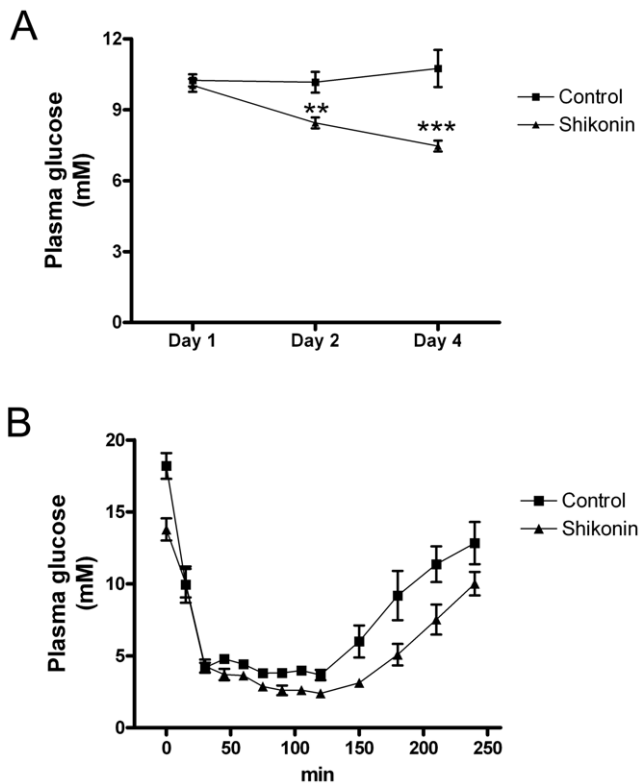 A
12
9
6
3
0
Plasma glucose
(mM)
**
***
Day 1 Day 2 Day 4
Control
Shikonin
B
20
15
10
5
0
Plasma glucose
(mM)
0 50 100 150 200 250
min
Control
Shikonin